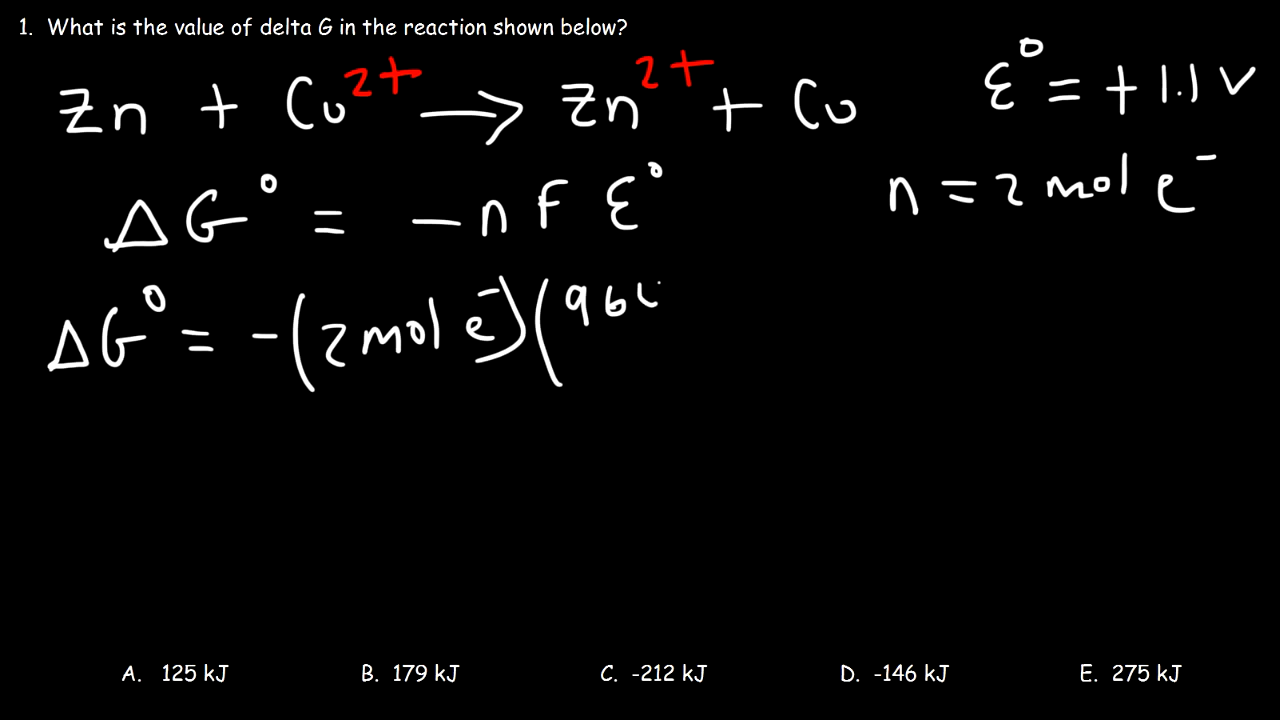 1. What is the value of delta G in the reaction shown below?
Zn + Cu²⁺ → Zn²⁺ + Cu
ε° = +1.1 V
n = 2 mol e⁻
ΔG° = -n F ε°
ΔG° = -(2 mol e⁻)(96
A. 125 kJ B. 179 kJ C. -212 kJ D. -146 kJ E. 275 kJ